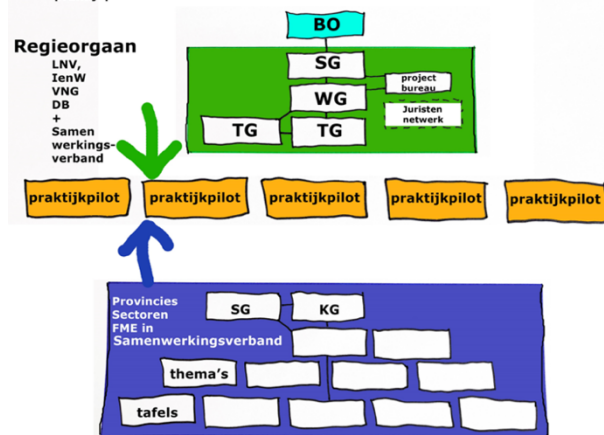 BO
Regieorgaan
LNV,
IenW
VNG
DB
+
Samen
werkings-
verband
SG
project
bureau
WG
Juristen
netwerk
TG
TG
praktijkpilot
praktijkpilot
praktijkpilot
praktijkpilot
praktijkpilot
Provincies
Sectoren
FME in
Samenwerkingsverband
SG
KG
thema's
tafels